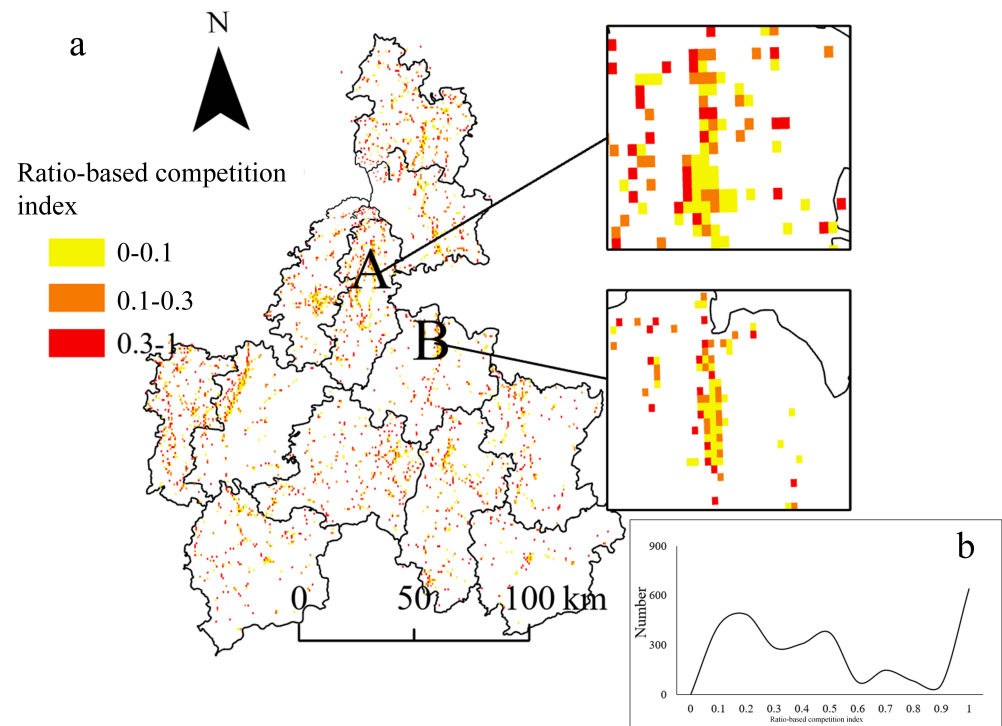 a
N
Ratio-based competition
index
0-0.1
0.1-0.3
0.3-1
A
B
0 50 100 km
b
900
600
300
0
Number
0 0.1 0.2 0.3 0.4 0.5 0.6 0.7 0.8 0.9 1
Ratio-based competition index